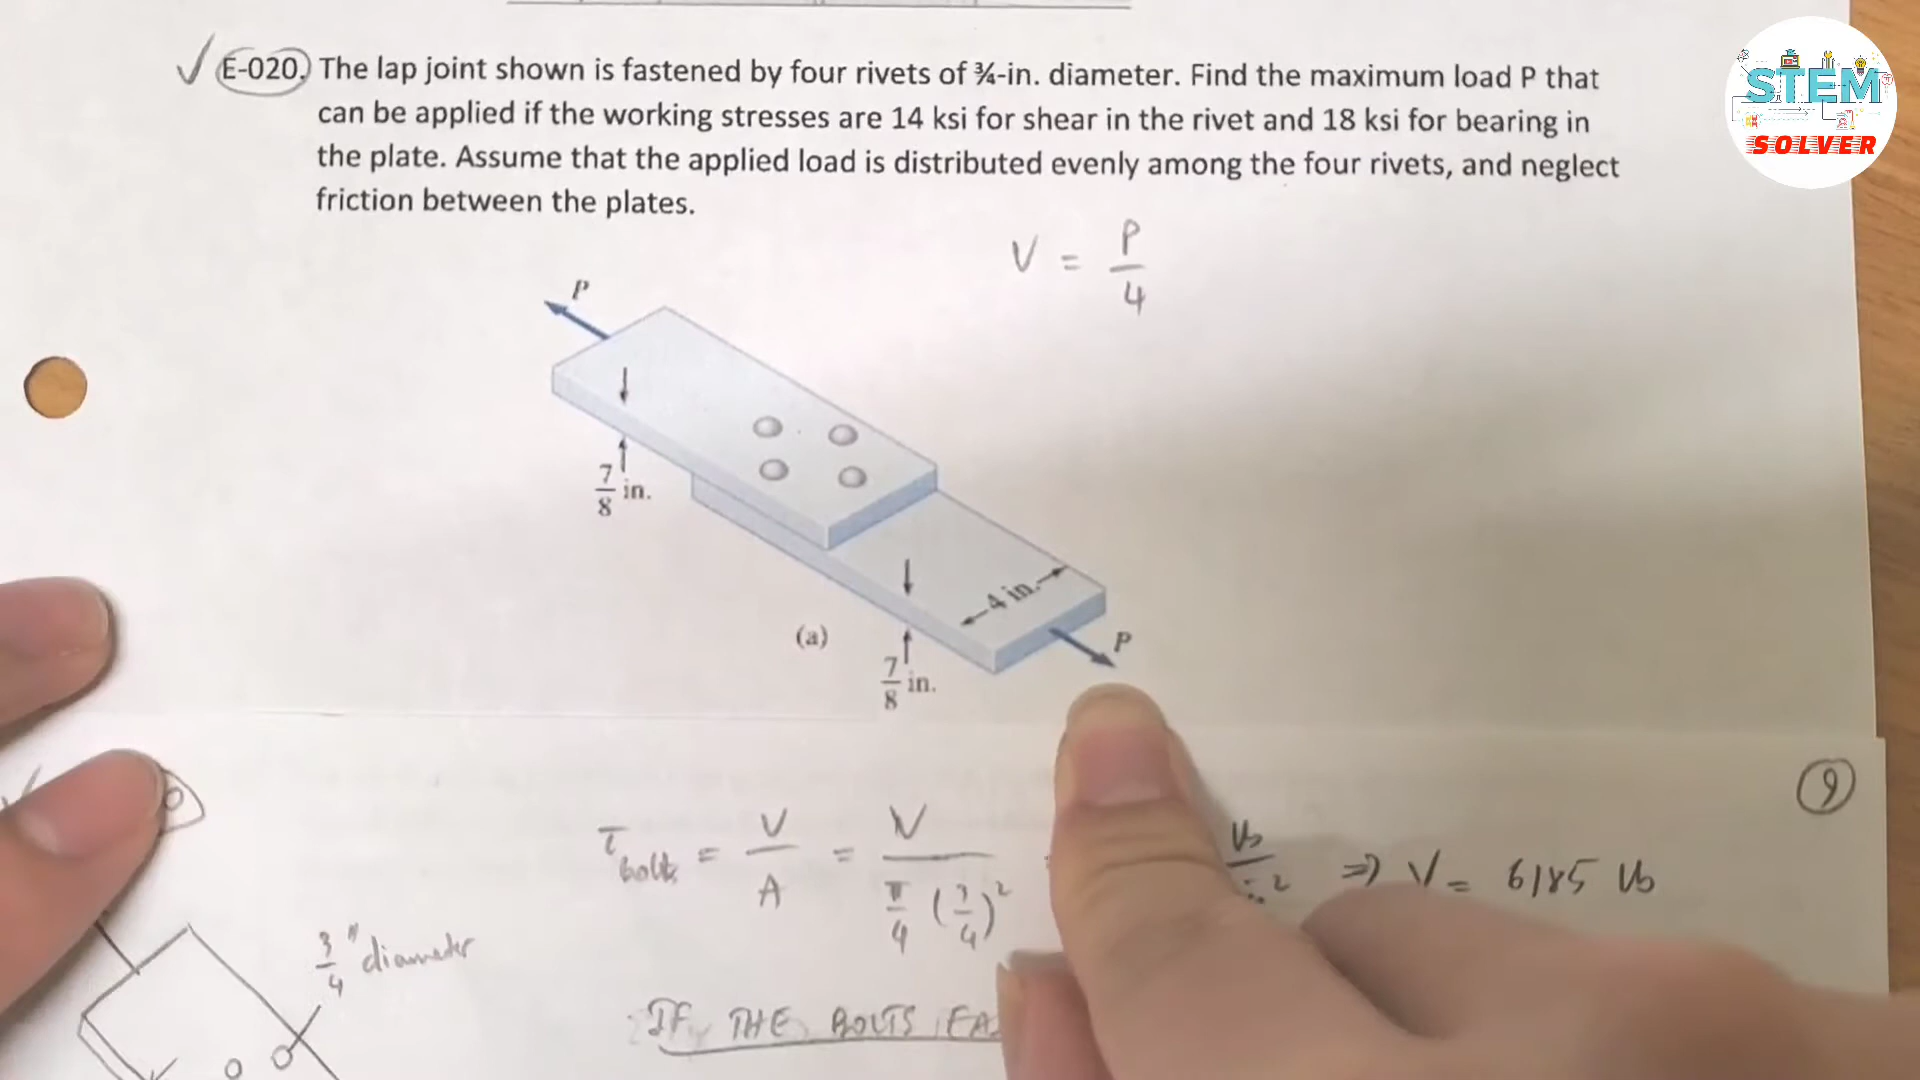 E-020. The lap joint shown is fastened by four rivets of ¾-in. diameter. Find the maximum load P that
can be applied if the working stresses are 14 ksi for shear in the rivet and 18 ksi for bearing in
the plate. Assume that the applied load is distributed evenly among the four rivets, and neglect
friction between the plates.
STEM
SOLVER
V = P/4
P
7/8 in.
4 in.
(a)
P
7/8 in.
9
τ bolts = V/A = V / π/4 (3/4)²
⇒ V = 6185 lb
3/4" diameter
IF THE BOLTS